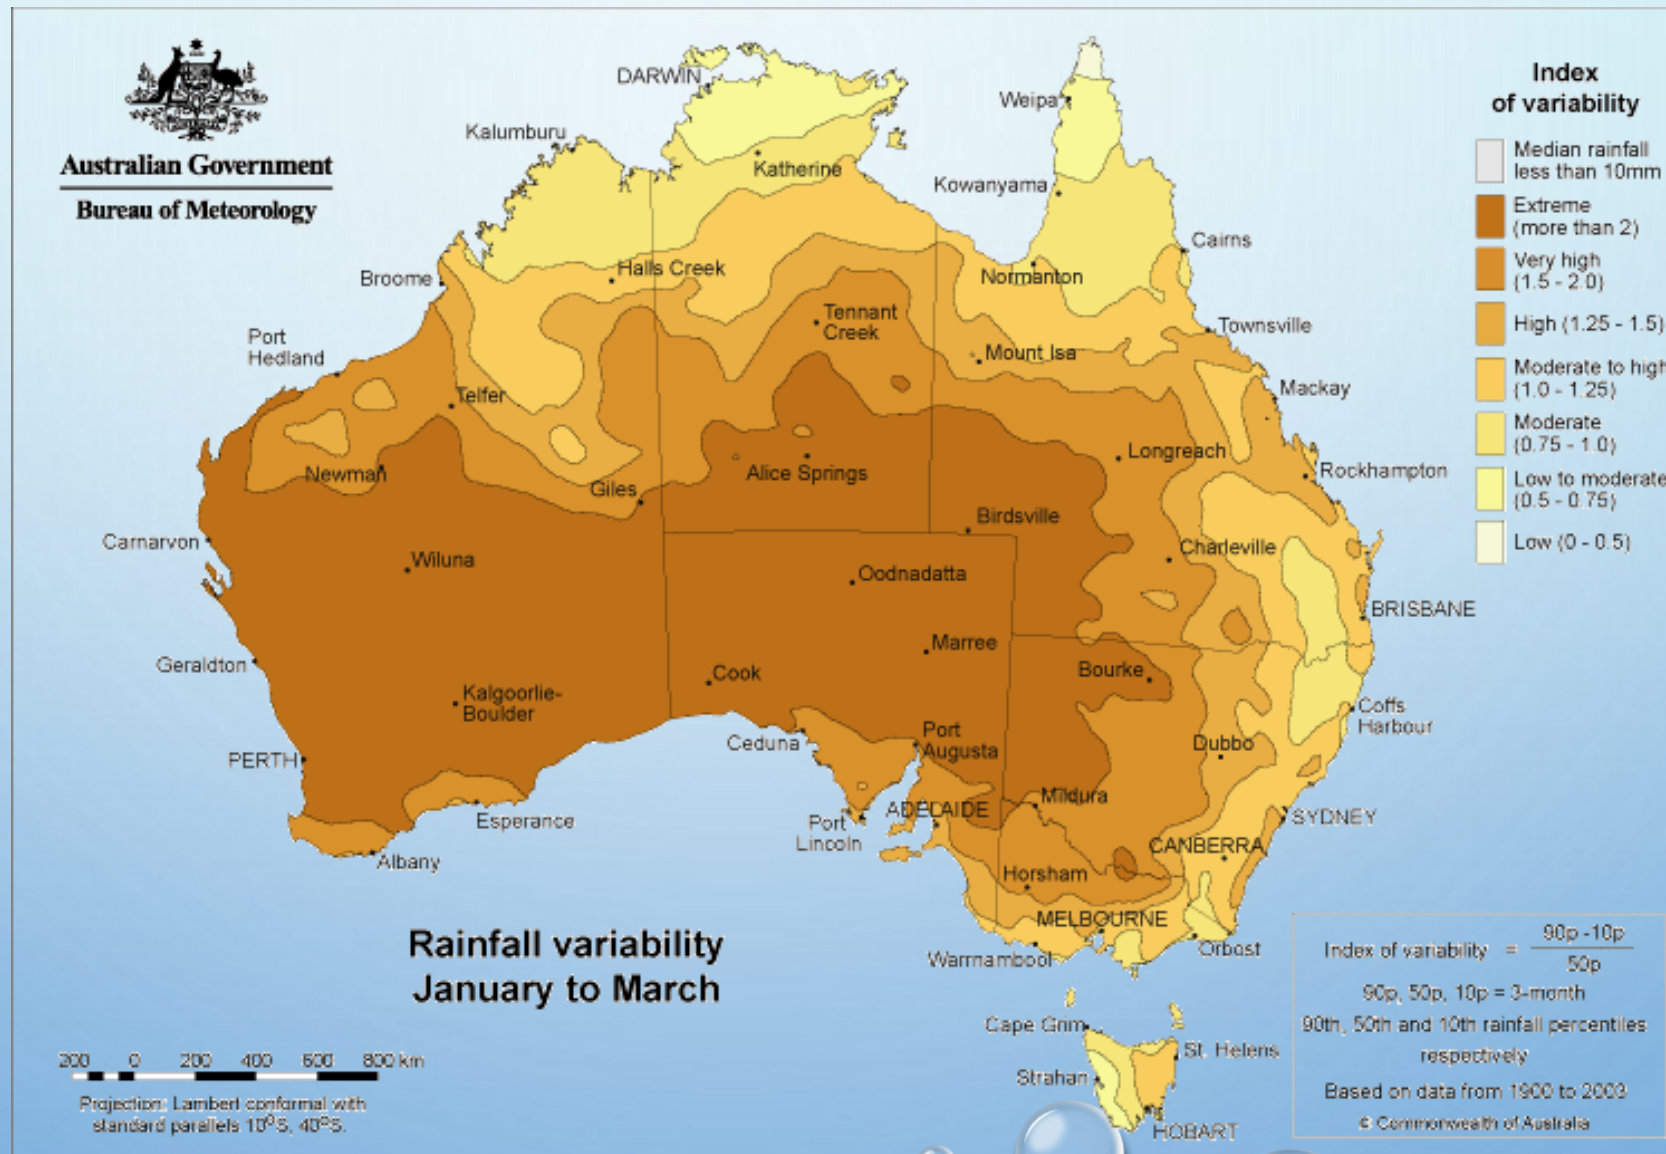 Australian Government
Bureau of Meteorology
Index
of variability
Median rainfall
less than 10mm
Extreme
(more than 2)
Very high
(1.5 - 2.0)
High (1.25 - 1.5)
Moderate to high
(1.0 - 1.25)
Moderate
(0.75 - 1.0)
Low to moderate
(0.5 - 0.75)
Low (0 - 0.5)
DARWIN
Weipa
Kalumburu
Katherine
Kowanyama
Cairns
Broome
Halls Creek
Normanton
Port
Hedland
Tennant
Creek
Townsville
Mount Isa
Mackay
Telfer
Longreach
Rockhampton
Newman
Giles
Alice Springs
Birdsville
Carnarvon
Wiluna
Charleville
Oodnadatta
BRISBANE
Marree
Geraldton
Cook
Bourke
Kalgoorlie-
Boulder
Coffs
Harbour
PERTH
Ceduna
Port
Augusta
Dubbo
Esperance
Port
Lincoln
ADELAIDE
Mildura
SYDNEY
Albany
CANBERRA
Horsham
MELBOURNE
Warrnambool
Orbost
Rainfall variability
January to March
Cape Grim
St. Helens
Strahan
HOBART
200 0 200 400 600 800 km
Projection: Lambert conformal with
standard parallels 10⁰S, 40⁰S.
Index of variability = 90p -10p
50p
90p, 50p, 10p = 3-month
90th, 50th and 10th rainfall percentiles
respectively
Based on data from 1900 to 2003
© Commonwealth of Australia